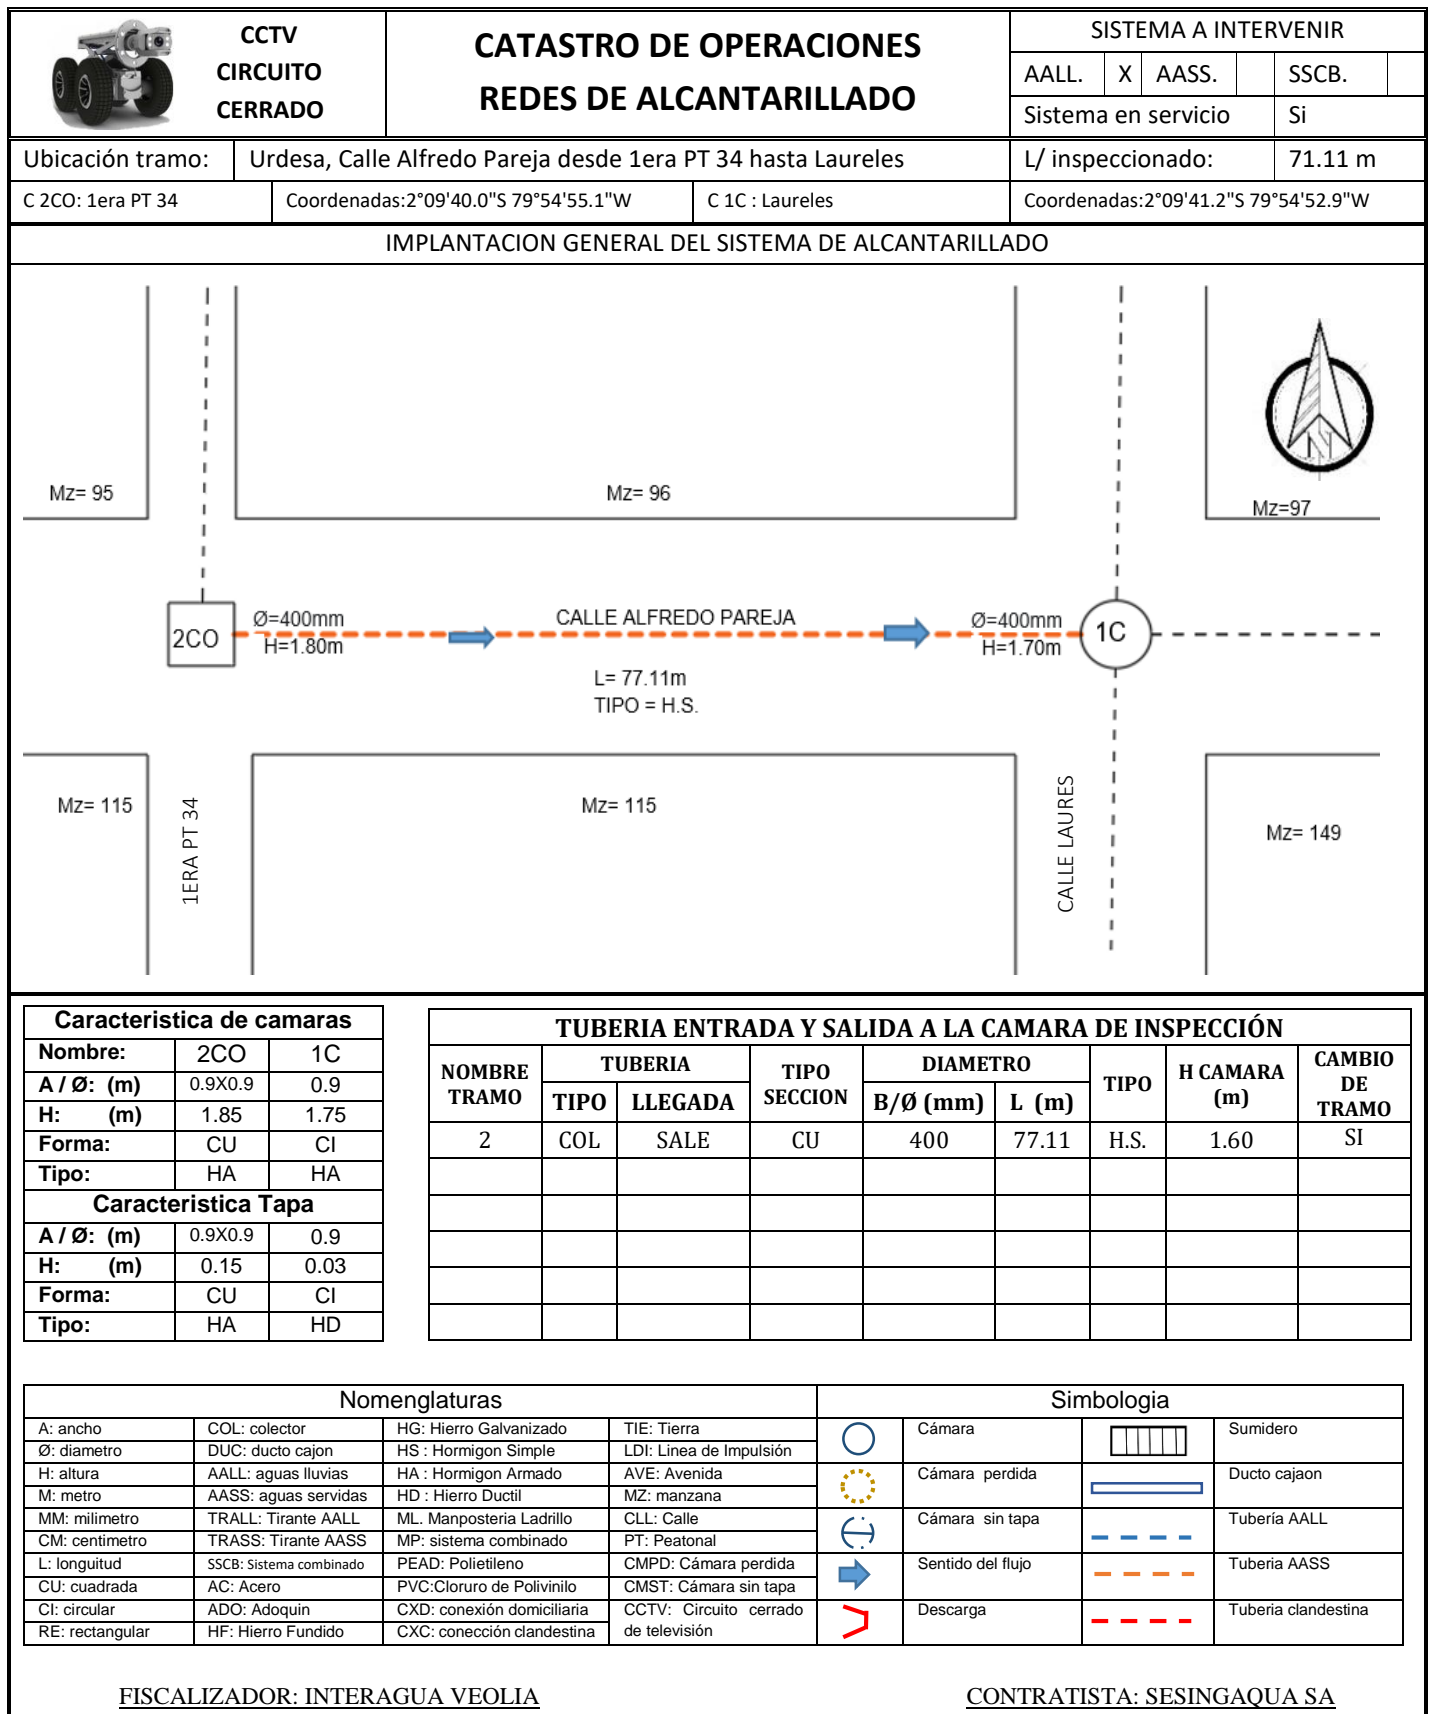 CCTV
CIRCUITO
CERRADO
CATASTRO DE OPERACIONES
REDES DE ALCANTARILLADO
SISTEMA A INTERVENIR
AALL. X AASS. SSCB.
Sistema en servicio Si
Ubicación tramo: Urdesa, Calle Alfredo Pareja desde 1era PT 34 hasta Laureles L/ inspeccionado: 71.11 m
C 2CO: 1era PT 34 Coordenadas:2°09'40.0"S 79°54'55.1"W C 1C : Laureles Coordenadas:2°09'41.2"S 79°54'52.9"W
IMPLANTACION GENERAL DEL SISTEMA DE ALCANTARILLADO
N
Mz= 95 Mz= 96 Mz=97
2CO Ø=400mm CALLE ALFREDO PAREJA Ø=400mm 1C
H=1.80m H=1.70m
L= 77.11m
TIPO = H.S.
Mz= 115 1ERA PT 34 Mz= 115 CALLE LAURES Mz= 149
Caracteristica de camaras
Nombre: 2CO 1C
A / Ø: (m) 0.9X0.9 0.9
H: (m) 1.85 1.75
Forma: CU CI
Tipo: HA HA
Caracteristica Tapa
A / Ø: (m) 0.9X0.9 0.9
H: (m) 0.15 0.03
Forma: CU CI
Tipo: HA HD
TUBERIA ENTRADA Y SALIDA A LA CAMARA DE INSPECCIÓN
NOMBRE TRAMO TUBERIA TIPO SECCION DIAMETRO TIPO H CAMARA (m) CAMBIO DE TRAMO
TIPO LLEGADA B/Ø (mm) L (m)
2 COL SALE CU 400 77.11 H.S. 1.60 SI
Nomenglaturas Simbologia
A: ancho COL: colector HG: Hierro Galvanizado TIE: Tierra Cámara Sumidero
Ø: diametro DUC: ducto cajon HS : Hormigon Simple LDI: Linea de Impulsión
H: altura AALL: aguas lluvias HA : Hormigon Armado AVE: Avenida Cámara perdida Ducto cajaon
M: metro AASS: aguas servidas HD : Hierro Ductil MZ: manzana
MM: milimetro TRALL: Tirante AALL ML. Manposteria Ladrillo CLL: Calle Cámara sin tapa Tubería AALL
CM: centimetro TRASS: Tirante AASS MP: sistema combinado PT: Peatonal
L: longuitud SSCB: Sistema combinado PEAD: Polietileno CMPD: Cámara perdida Sentido del flujo Tuberia AASS
CU: cuadrada AC: Acero PVC:Cloruro de Polivinilo CMST: Cámara sin tapa
CI: circular ADO: Adoquin CXD: conexión domiciliaria CCTV: Circuito cerrado Descarga Tuberia clandestina
RE: rectangular HF: Hierro Fundido CXC: conección clandestina de televisión
FISCALIZADOR: INTERAGUA VEOLIA CONTRATISTA: SESINGAQUA SA